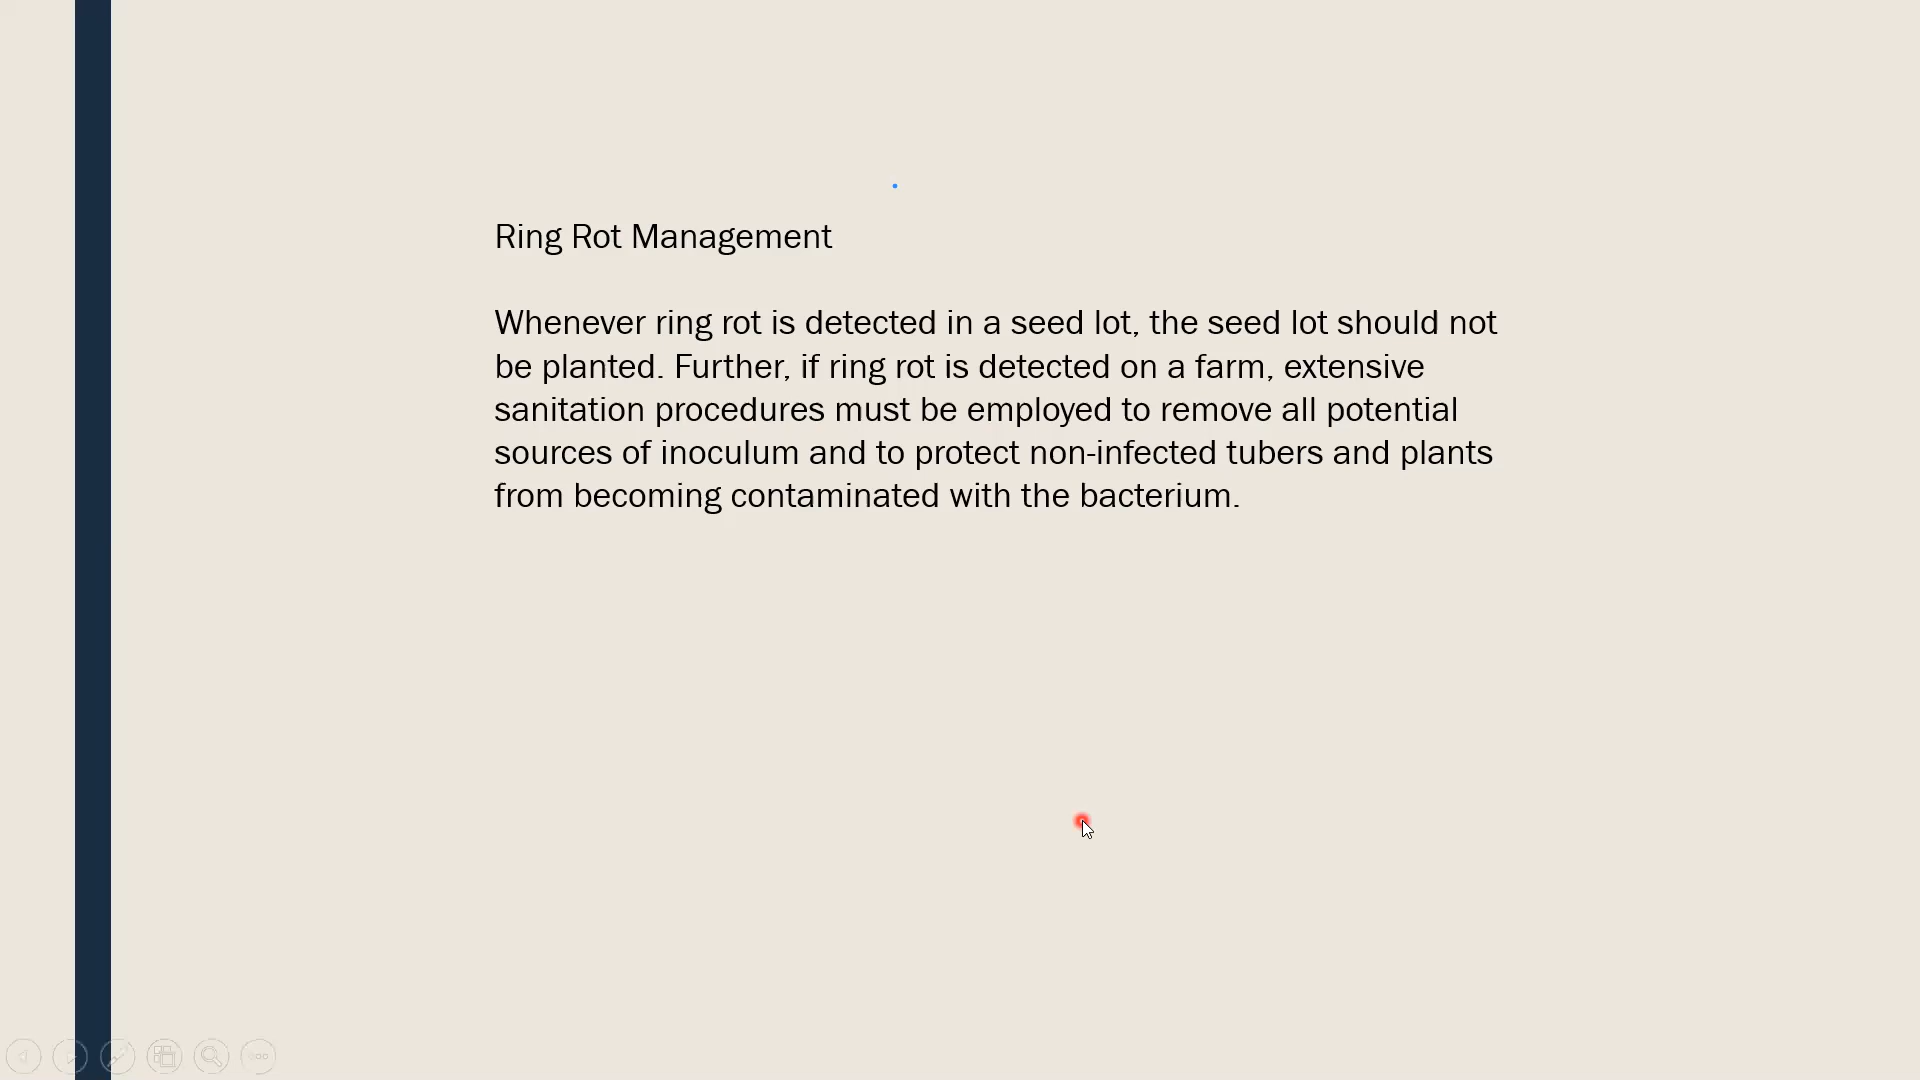 Ring Rot Management
Whenever ring rot is detected in a seed lot, the seed lot should not
be planted. Further, if ring rot is detected on a farm, extensive
sanitation procedures must be employed to remove all potential
sources of inoculum and to protect non-infected tubers and plants
from becoming contaminated with the bacterium.